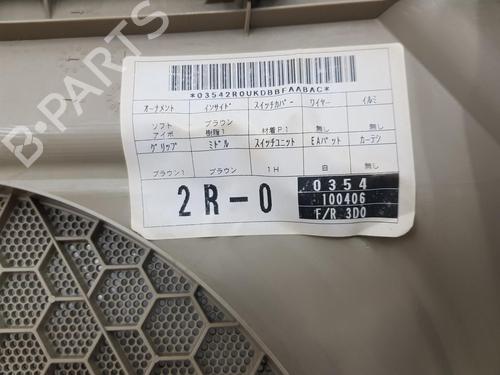 B-PARTS
*03542R0UKDBBFAABAC*
オーナメント インサイド スイッチカバー ワイヤー イルミ
ソフト ブラウン
アイボ 樹脂1 材着P.1 無し 無し
グリップ ミドル スイッチユニット EAパット カーテン
ブラウン1 ブラウン 1H 白 無し
2R-0
0354
100406
F/R 3D0